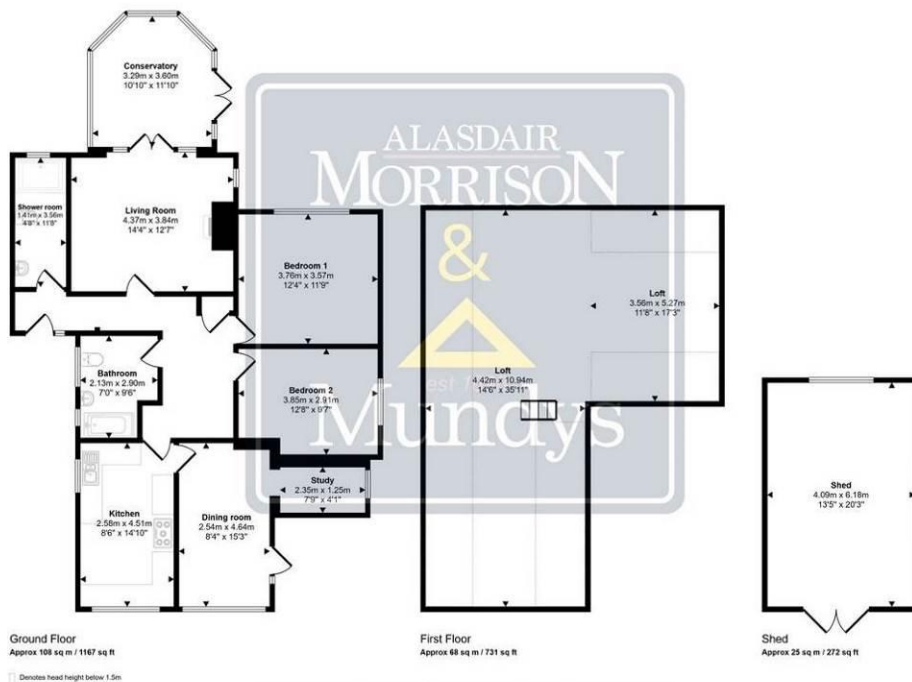 Conservatory
3.29m x 3.60m
10'10" x 11'10"
ALASDAIR
MORRISON
&
Mundys
Shower room
1.41m x 3.56m
4'8" x 11'8"
Living Room
4.37m x 3.84m
14'4" x 12'7"
Bedroom 1
3.76m x 3.57m
12'4" x 11'9"
Bathroom
2.13m x 2.90m
7'0" x 9'6"
Bedroom 2
3.85m x 2.91m
12'8" x 9'7"
Study
2.35m x 1.25m
7'9" x 4'1"
Kitchen
2.58m x 4.51m
8'6" x 14'10"
Dining room
2.54m x 4.64m
8'4" x 15'3"
Loft
3.56m x 5.27m
11'8" x 17'3"
Loft
4.42m x 10.94m
14'6" x 35'11"
Shed
4.09m x 6.18m
13'5" x 20'3"
Ground Floor
Approx 108 sq m / 1167 sq ft
First Floor
Approx 68 sq m / 731 sq ft
Shed
Approx 25 sq m / 272 sq ft
Denotes head height below 1.5m